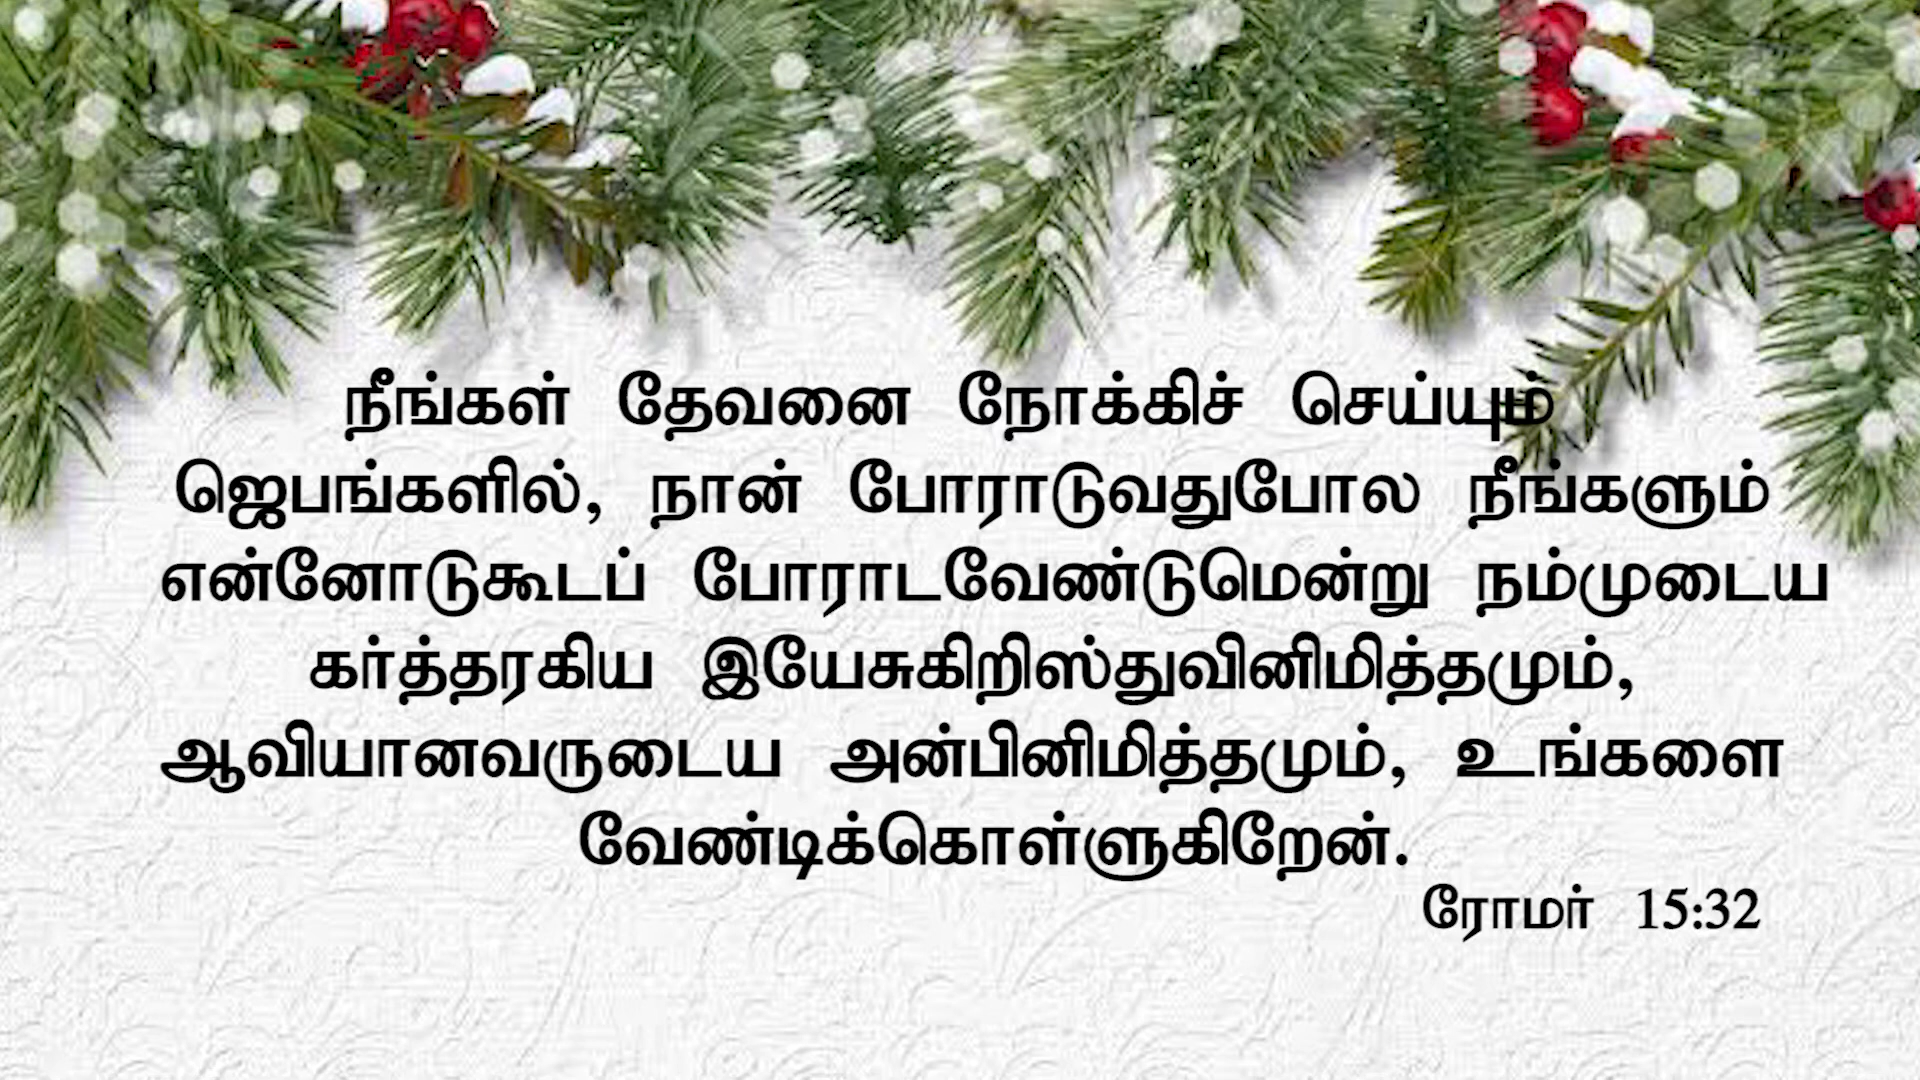 நீங்கள் தேவனை நோக்கிச் செய்யும்
ஜெபங்களில், நான் போராடுவதுபோல நீங்களும்
என்னோடுகூடப் போராடவேண்டுமென்று நம்முடைய
கர்த்தரகிய இயேசுகிறிஸ்துவினிமித்தமும்,
ஆவியானவருடைய அன்பினிமித்தமும், உங்களை
வேண்டிக்கொள்ளுகிறேன்.
ரோமர் 15:32